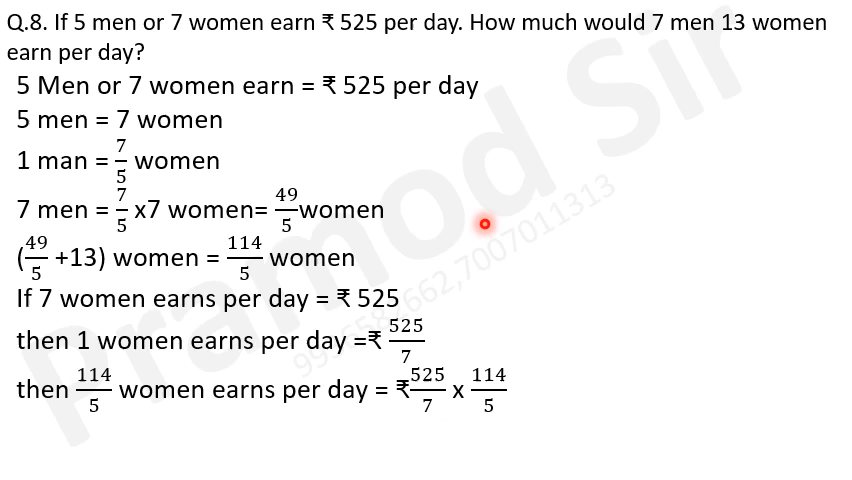 Q.8. If 5 men or 7 women earn ₹ 525 per day. How much would 7 men 13 women
earn per day?
5 Men or 7 women earn = ₹ 525 per day
5 men = 7 women
1 man = 7/5 women
7 men = 7/5 x7 women= 49/5 women
(49/5 +13) women = 114/5 women
If 7 women earns per day = ₹ 525
then 1 women earns per day =₹ 525/7
then 114/5 women earns per day = ₹525/7 x 114/5
Pramod Sir